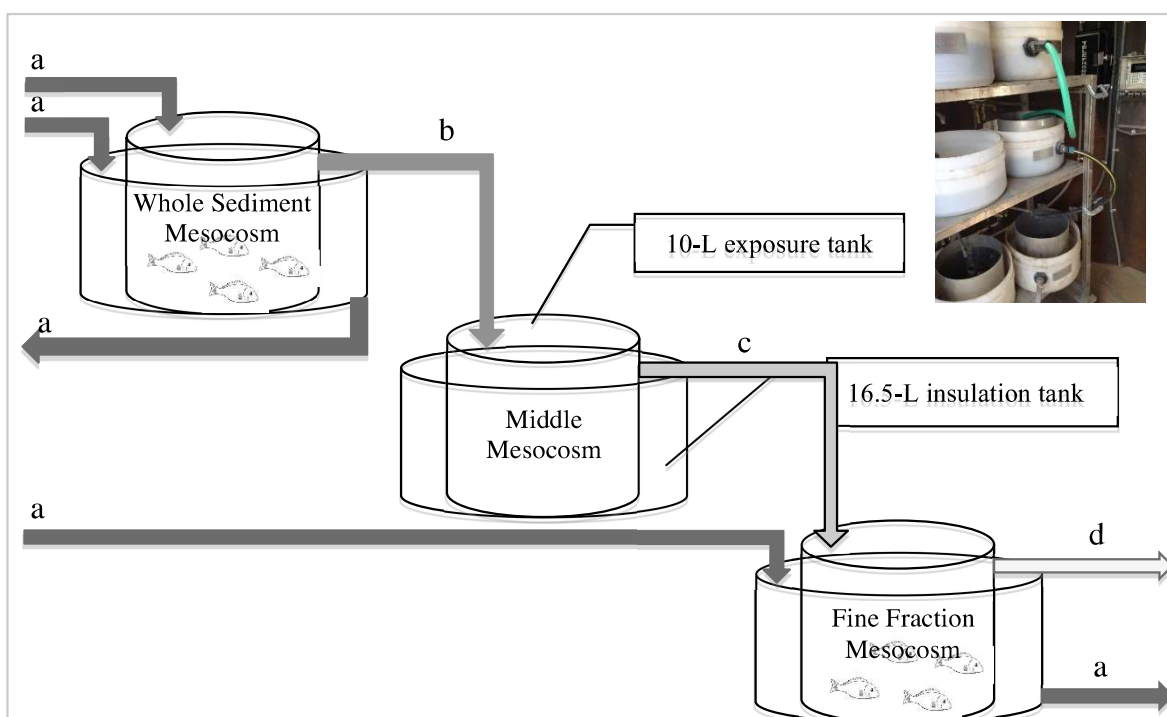 a
a
b
Whole Sediment
Mesocosm
10-L exposure tank
a
c
16.5-L insulation tank
Middle
Mesocosm
a
d
Fine Fraction
Mesocosm
a